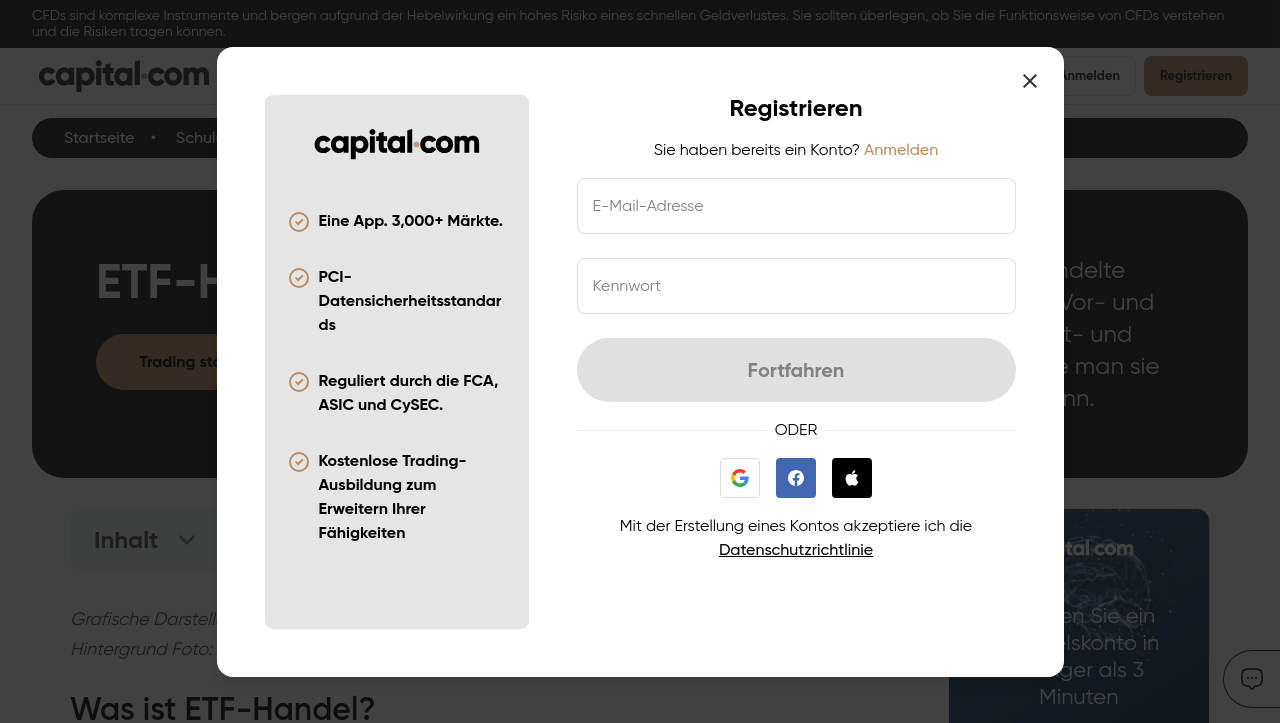 CFDs sind komplexe Instrumente und bergen aufgrund der Hebelwirkung ein hohes Risiko eines schnellen Geldverlustes. Sie sollten überlegen, ob Sie die Funktionsweise von CFDs verstehen
und die Risiken tragen können.
capital.com
Anmelden
Registrieren
Startseite
•
ETF-H
Trading sta
ndelte
Vor- und
t- und
e man sie
nn.
capital.com
Eine App. 3,000+ Märkte.
PCI-
Datensicherheitsstandar
ds
Reguliert durch die FCA,
ASIC und CySEC.
Kostenlose Trading-
Ausbildung zum
Erweitern Ihrer
Fähigkeiten
Registrieren
Sie haben bereits ein Konto? Anmelden
E-Mail-Adresse
Kennwort
Fortfahren
ODER
Mit der Erstellung eines Kontos akzeptiere ich die
Datenschutzrichtlinie
Inhalt
Grafische Darstell
Hintergrund Foto:
Was ist ETF-Handel?
tal.com
en Sie ein
elskonto in
ger als 3
Minuten